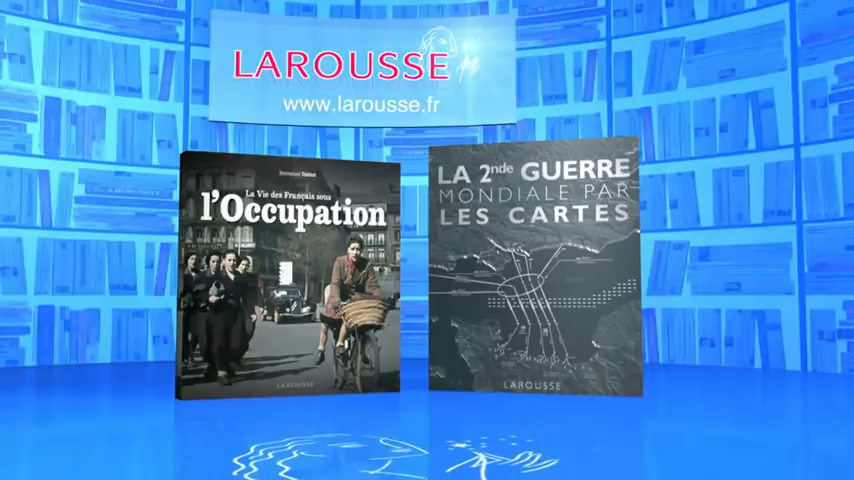 LAROUSSE
www.larousse.fr
La Vie des Français sous
l'Occupation
LAROUSSE
LA 2nde GUERRE
MONDIALE PAR
LES CARTES
LAROUSSE